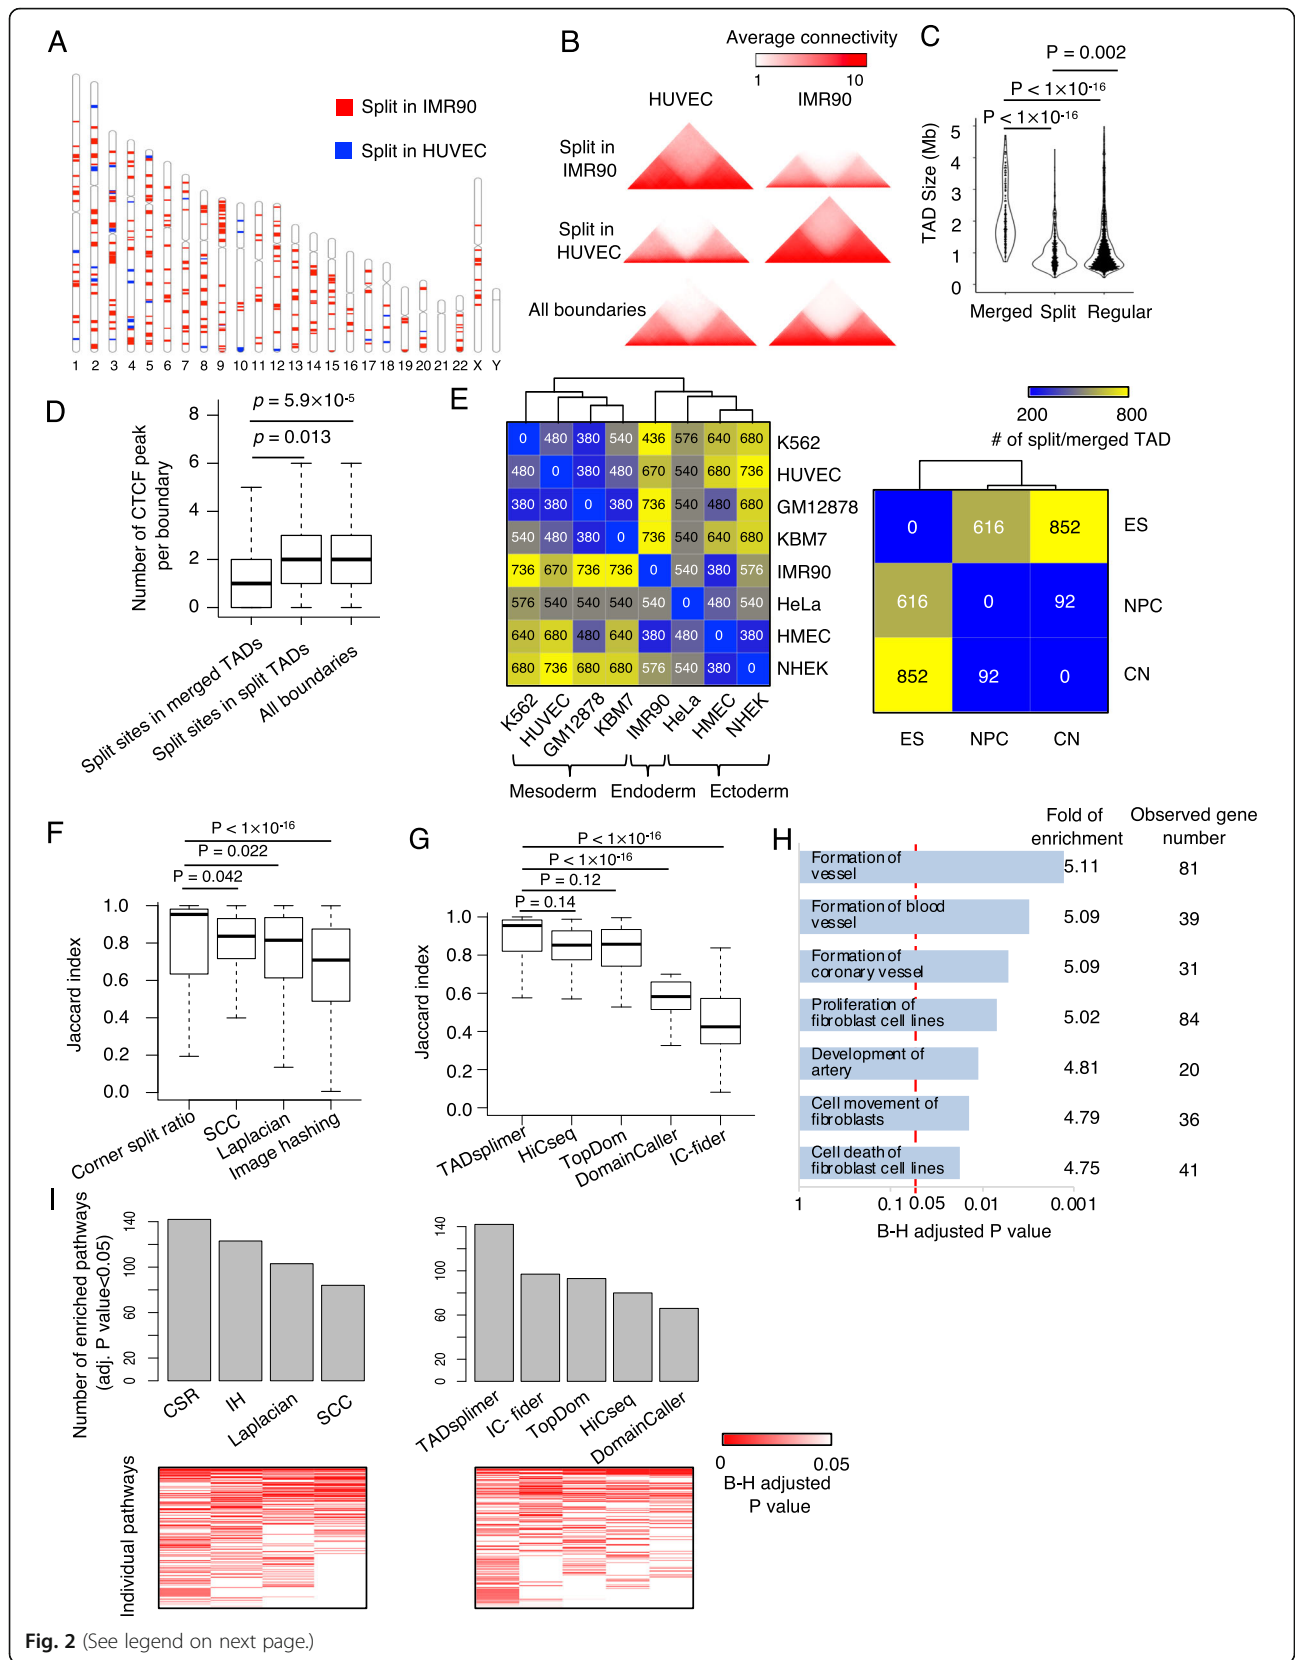 A
Split in IMR90
Split in HUVEC
1 2 3 4 5 6 7 8 9 10 11 12 13 14 15 16 17 18 19 20 21 22 X Y
B
Average connectivity
1 10
HUVEC IMR90
Split in
IMR90
Split in
HUVEC
All boundaries
C
P = 0.002
P < 1×10-16
P < 1×10-16
TAD Size (Mb)
5
4
3
2
1
0
Merged Split Regular
D
p = 5.9×10-5
p = 0.013
Number of CTCF peak
per boundary
8
6
4
2
0
Split sites in merged TADs
Split sites in split TADs
All boundaries
E
0 480 380 540 436 576 640 680 K562
480 0 380 480 670 540 680 736 HUVEC
380 380 0 380 736 540 480 680 GM12878
540 480 380 0 736 540 640 680 KBM7
736 670 736 736 0 540 380 576 IMR90
576 540 540 540 540 0 480 540 HeLa
640 680 480 640 380 480 0 380 HMEC
680 736 680 680 576 540 380 0 NHEK
K562 HUVEC GM12878 KBM7 IMR90 HeLa HMEC NHEK
Mesoderm Endoderm Ectoderm
200 800
# of split/merged TAD
0 616 852 ES
616 0 92 NPC
852 92 0 CN
ES NPC CN
F
P < 1×10-16
P = 0.022
P = 0.042
Jaccard index
1.0
0.8
0.6
0.4
0.2
0.0
Corner split ratio
SCC
Laplacian
Image hashing
G
P < 1×10-16
P < 1×10-16
P = 0.12
P = 0.14
Jaccard index
1.0
0.8
0.6
0.4
0.2
0.0
TADsplimer
HiCseq
TopDom
DomainCaller
IC-fider
H
Fold of
enrichment
Observed gene
number
Formation of
vessel
5.11 81
Formation of blood
vessel
5.09 39
Formation of
coronary vessel
5.09 31
Proliferation of
fibroblast cell lines
5.02 84
Development of
artery
4.81 20
Cell movement of
fibroblasts
4.79 36
Cell death of
fibroblast cell lines
4.75 41
1 0.1 0.05 0.01 0.001
B-H adjusted P value
I
Number of enriched pathways
(adj. P value<0.05)
140
100
60
20
0
CSR
IH
Laplacian
SCC
140
100
60
20
0
TADsplimer
IC- fider
TopDom
HiCseq
DomainCaller
Individual pathways
0 0.05
B-H adjusted
P value
Fig. 2 (See legend on next page.)